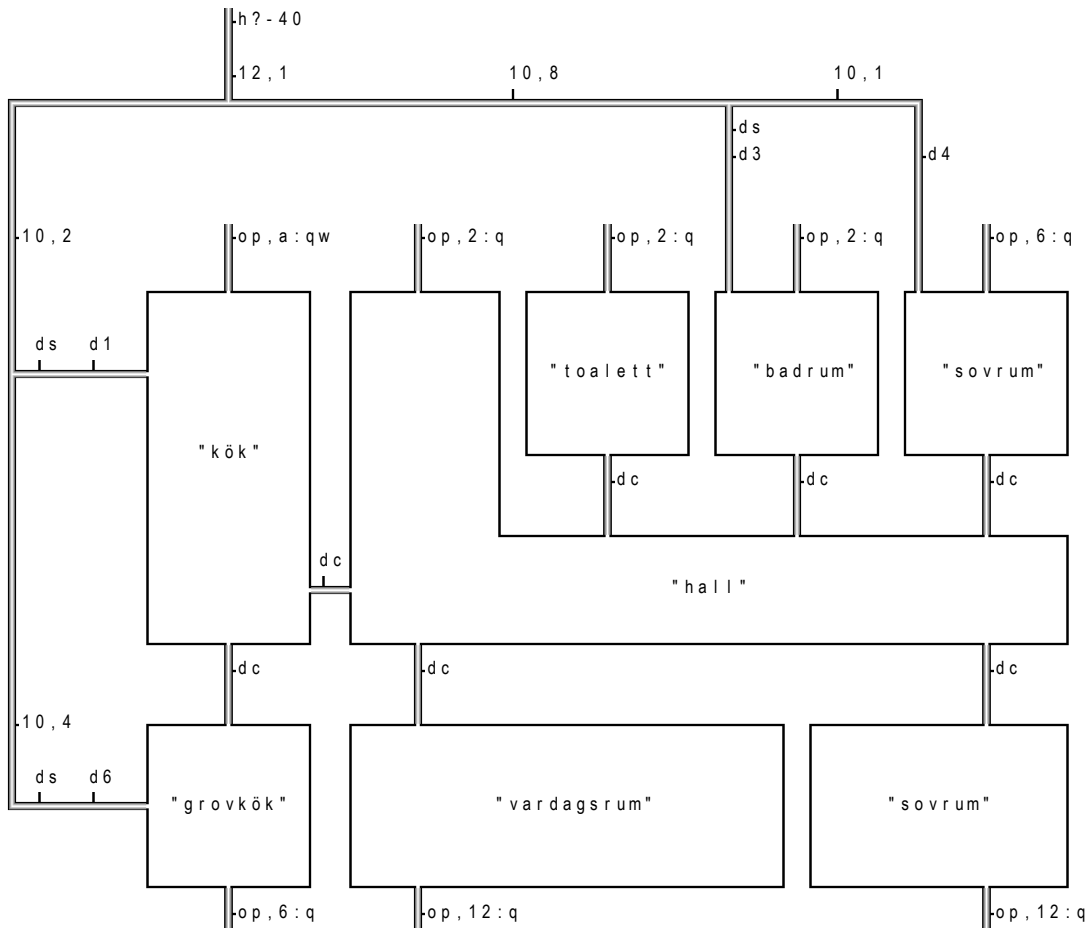 h?-40
12,1
10,8
10,1
ds
d3
d4
10,2
op,a:qw
op,2:q
op,2:q
op,2:q
op,6:q
ds
d1
"toalett"
"badrum"
"sovrum"
"kök"
dc
dc
dc
dc
"hall"
dc
dc
dc
10,4
ds
d6
"grovkök"
"vardagsrum"
"sovrum"
op,6:q
op,12:q
op,12:q